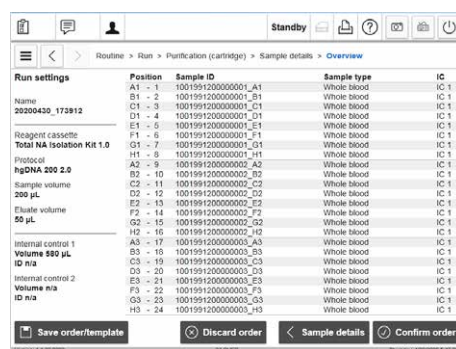 Standby
Routine > Run > Purification (cartridge) > Sample details > Overview
Run settings
Name
20200430_173912
Reagent cassette
Total NA Isolation Kit 1.0
Protocol
hgDNA 200 2.0
Sample volume
200 µL
Eluate volume
50 µL
Internal control 1
Volume 580 µL
ID n/a
Internal control 2
Volume n/a
ID n/a
Position Sample ID Sample type IC
A1 - 1 1001991200000001_A1 Whole blood IC 1
B1 - 2 1001991200000001_B1 Whole blood IC 1
C1 - 3 1001991200000001_C1 Whole blood IC 1
D1 - 4 1001991200000001_D1 Whole blood IC 1
E1 - 5 1001991200000001_E1 Whole blood IC 1
F1 - 6 1001991200000001_F1 Whole blood IC 1
G1 - 7 1001991200000001_G1 Whole blood IC 1
H1 - 8 1001991200000001_H1 Whole blood IC 1
A2 - 9 1001991200000002_A2 Whole blood IC 1
B2 - 10 1001991200000002_B2 Whole blood IC 1
C2 - 11 1001991200000002_C2 Whole blood IC 1
D2 - 12 1001991200000002_D2 Whole blood IC 1
E2 - 13 1001991200000002_E2 Whole blood IC 1
F2 - 14 1001991200000002_F2 Whole blood IC 1
G2 - 15 1001991200000002_G2 Whole blood IC 1
H2 - 16 1001991200000002_H2 Whole blood IC 1
A3 - 17 1001991200000003_A3 Whole blood IC 1
B3 - 18 1001991200000003_B3 Whole blood IC 1
C3 - 19 1001991200000003_C3 Whole blood IC 1
D3 - 20 1001991200000003_D3 Whole blood IC 1
E3 - 21 1001991200000003_E3 Whole blood IC 1
F3 - 22 1001991200000003_F3 Whole blood IC 1
G3 - 23 1001991200000003_G3 Whole blood IC 1
H3 - 24 1001991200000003_H3 Whole blood IC 1
Save order/template Discard order Sample details Confirm order